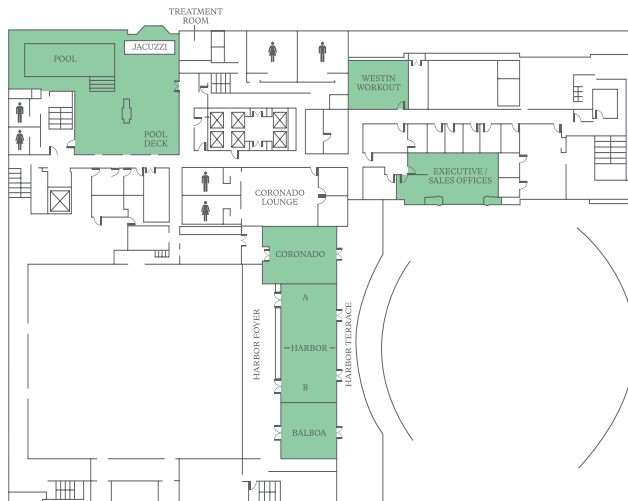 TREATMENT
ROOM
JACUZZI
POOL
WESTIN
WORKOUT
POOL
DECK
EXECUTIVE /
SALES OFFICES
CORONADO
LOUNGE
CORONADO
A
HARBOR FOYER
HARBOR
HARBOR TERRACE
B
BALBOA